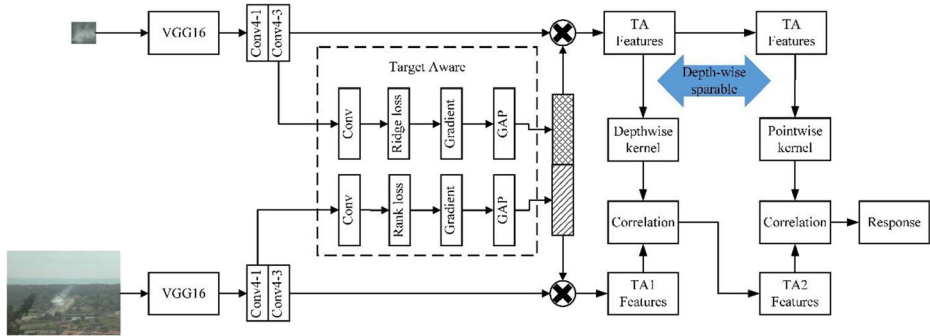 VGG16
Conv4-1
Conv4-3
TA
Features
TA
Features
Target Aware
Depth-wise
sparable
Conv
Ridge loss
Gradient
GAP
Depthwise
kernel
Pointwise
kernel
Conv
Rank loss
Gradient
GAP
Correlation
Correlation
Response
VGG16
Conv4-1
Conv4-3
TA1
Features
TA2
Features